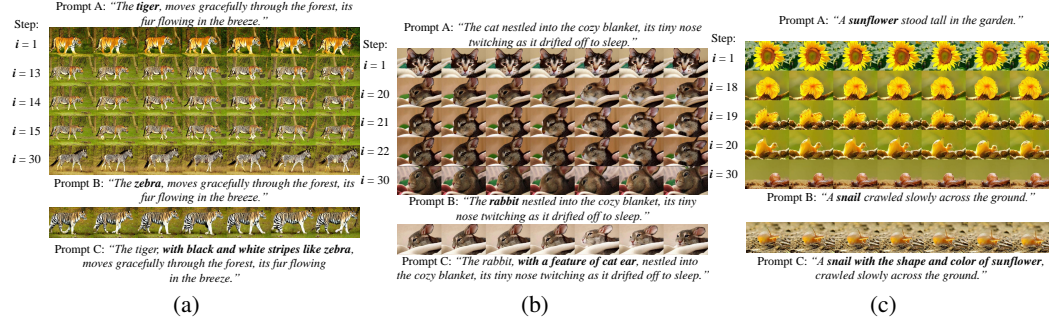 Prompt A: “The tiger, moves gracefully through the forest, its
fur flowing in the breeze.”
Step:
i = 1
i = 13
i = 14
i = 15
i = 30
Prompt B: “The zebra, moves gracefully through the forest, its
fur flowing in the breeze.”
Prompt C: “The tiger, with black and white stripes like zebra,
moves gracefully through the forest, its fur flowing
in the breeze.”
(a)
Prompt A: “The cat nestled into the cozy blanket, its tiny nose
twitching as it drifted off to sleep.”
Step:
i = 1
i = 20
i = 21
i = 22
i = 30
Prompt B: “The rabbit nestled into the cozy blanket, its tiny
nose twitching as it drifted off to sleep.”
Prompt C: “The rabbit, with a feature of cat ear, nestled into
the cozy blanket, its tiny nose twitching as it drifted off to sleep.”
(b)
Prompt A: “A sunflower stood tall in the garden.”
Step:
i = 1
i = 18
i = 19
i = 20
i = 30
Prompt B: “A snail crawled slowly across the ground.”
Prompt C: “A snail with the shape and color of sunflower,
crawled slowly across the ground.”
(c)